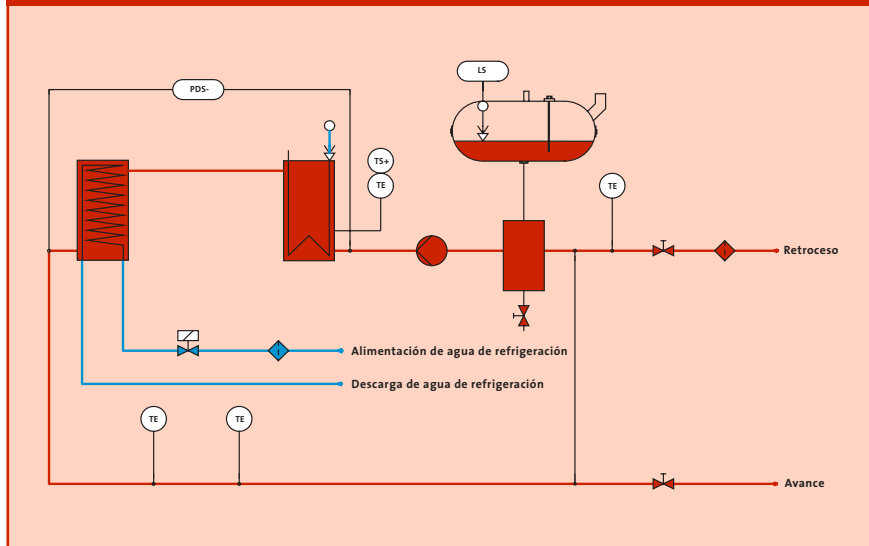 LS
PDS-
TS+
TE
TE
Retroceso
Alimentación de agua de refrigeración
Descarga de agua de refrigeración
TE
TE
Avance